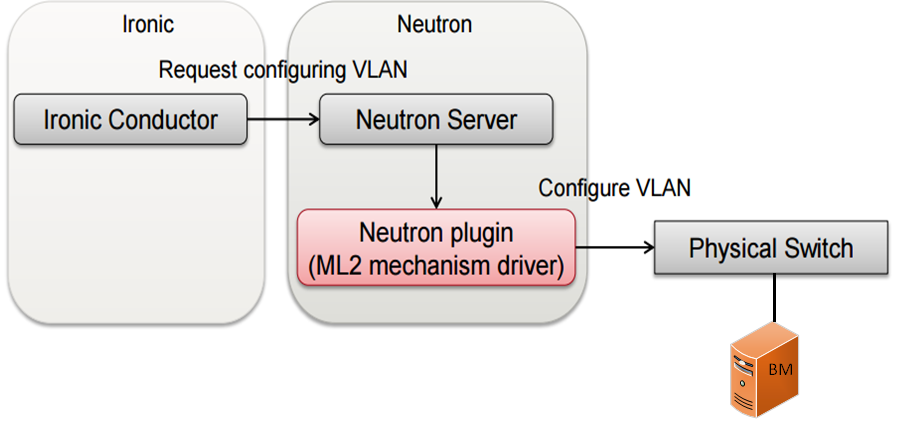 Ironic
Neutron
Request configuring VLAN
Ironic Conductor
Neutron Server
Configure VLAN
Neutron plugin
(ML2 mechanism driver)
Physical Switch
BM